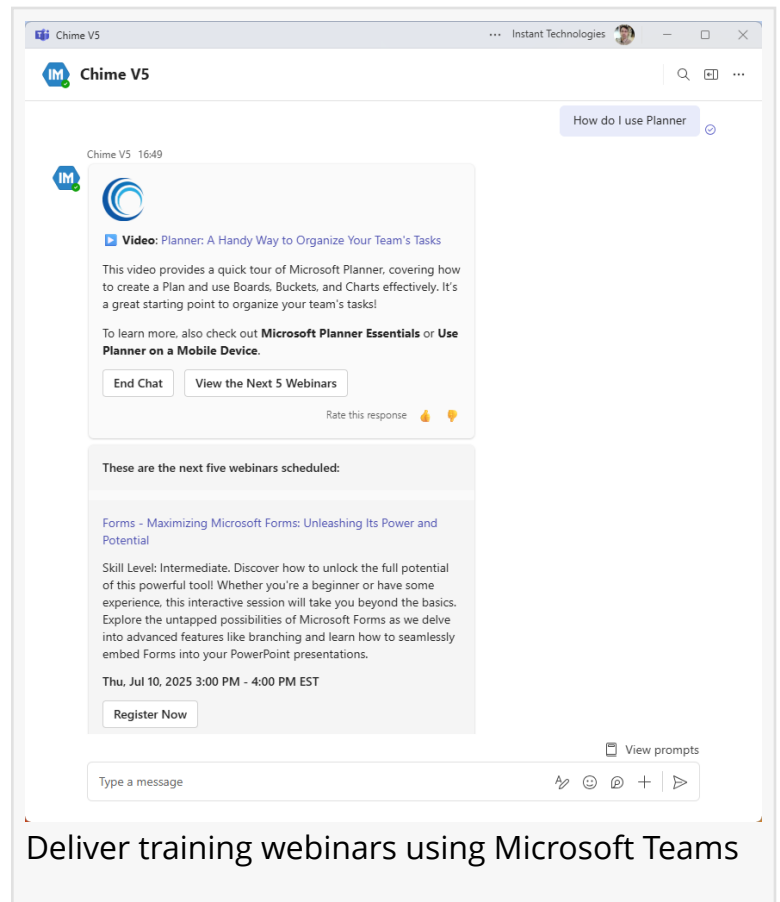 Chime V5
Instant Technologies
IM
Chime V5
How do I use Planner
Chime V5 16:49
IM
Video: Planner: A Handy Way to Organize Your Team's Tasks
This video provides a quick tour of Microsoft Planner, covering how
to create a Plan and use Boards, Buckets, and Charts effectively. It's
a great starting point to organize your team's tasks!
To learn more, also check out Microsoft Planner Essentials or Use
Planner on a Mobile Device.
End Chat
View the Next 5 Webinars
Rate this response
These are the next five webinars scheduled:
Forms - Maximizing Microsoft Forms: Unleashing Its Power and
Potential
Skill Level: Intermediate. Discover how to unlock the full potential
of this powerful tool! Whether you're a beginner or have some
experience, this interactive session will take you beyond the basics.
Explore the untapped possibilities of Microsoft Forms as we delve
into advanced features like branching and learn how to seamlessly
embed Forms into your PowerPoint presentations.
Thu, Jul 10, 2025 3:00 PM - 4:00 PM EST
Register Now
View prompts
Type a message
Deliver training webinars using Microsoft Teams